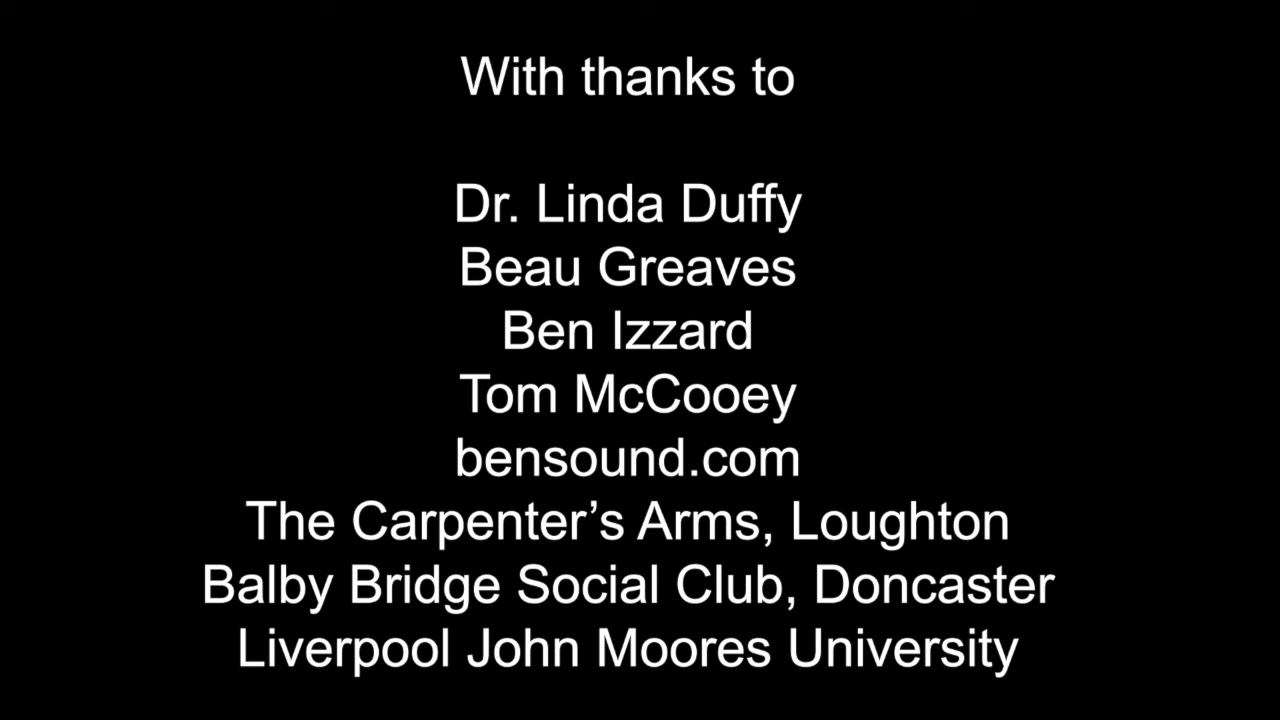 With thanks to
Dr. Linda Duffy
Beau Greaves
Ben Izzard
Tom McCooey
bensound.com
The Carpenter’s Arms, Loughton
Balby Bridge Social Club, Doncaster
Liverpool John Moores University